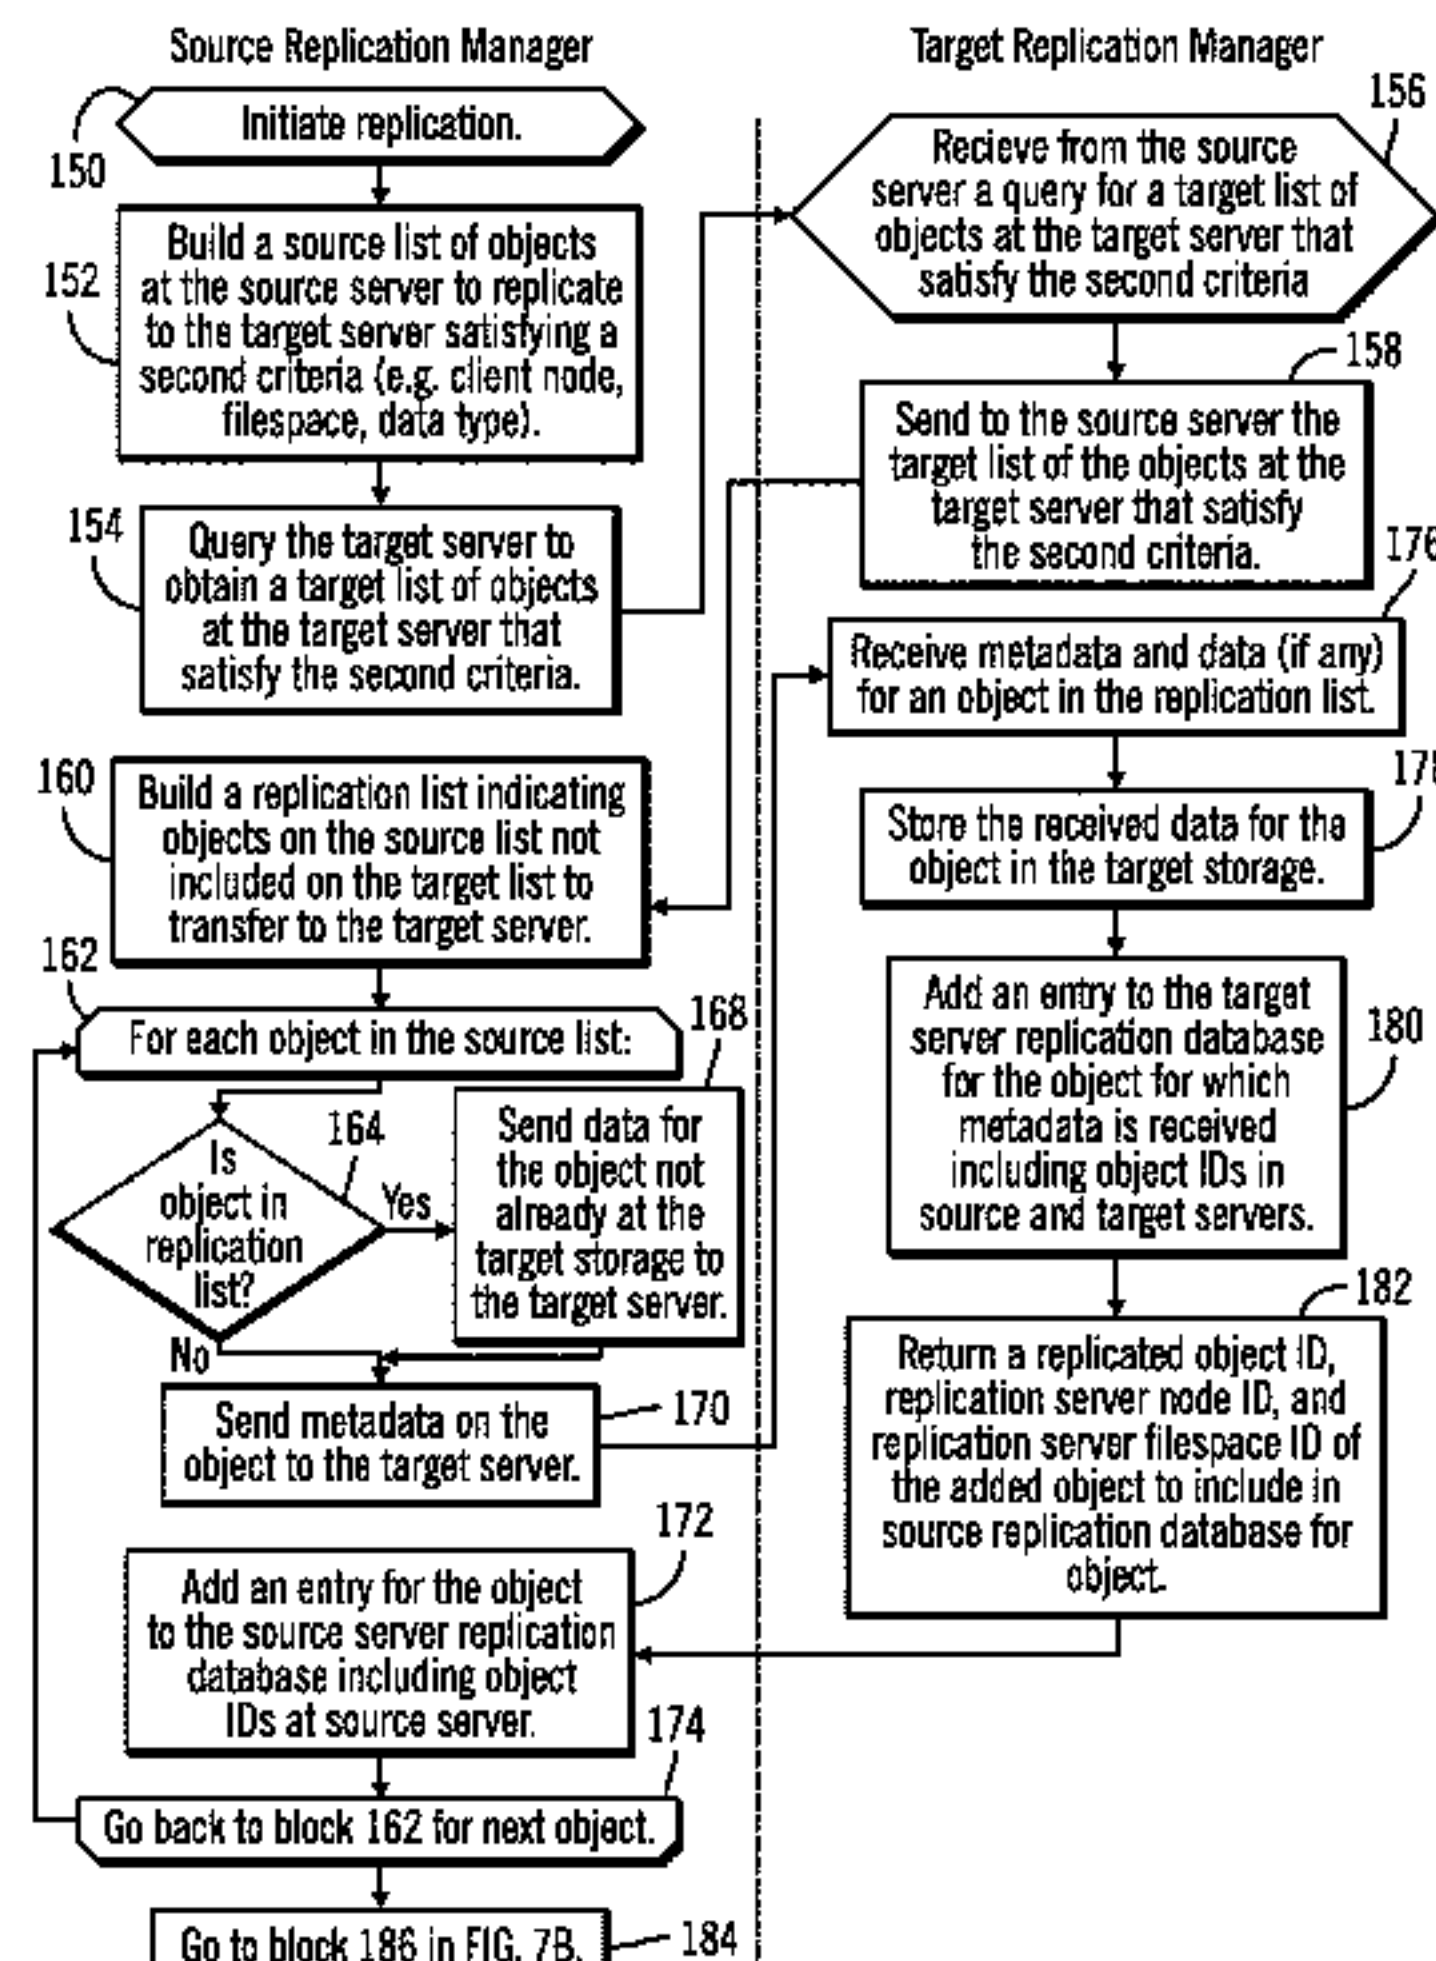 Source Replication Manager
150
Initiate replication.
152
Build a source list of objects
at the source server to replicate
to the target server satisfying a
second criteria (e.g. client node,
filespace, data type).
154
Query the target server to
obtain a target list of objects
at the target server that
satisfy the second criteria.
160
Build a replication list indicating
objects on the source list not
included on the target list to
transfer to the target server.
162
For each object in the source list:
164
Is
object in
replication
list?
Yes
No
168
Send data for
the object not
already at the
target storage to
the target server.
170
Send metadata on the
object to the target server.
172
Add an entry for the object
to the source server replication
database including object
IDs at source server.
174
Go back to block 162 for next object.
Go to block 186 in FIG. 7B.
184
Target Replication Manager
156
Recieve from the source
server a query for a target list of
objects at the target server that
satisfy the second criteria
158
Send to the source server the
target list of the objects at the
target server that satisfy
the second criteria.
176
Receive metadata and data (if any)
for an object in the replication list.
178
Store the received data for the
object in the target storage.
180
Add an entry to the target
server replication database
for the object for which
metadata is received
including object IDs in
source and target servers.
182
Return a replicated object ID,
replication server node ID, and
replication server filespace ID of
the added object to include in
source replication database for
object.